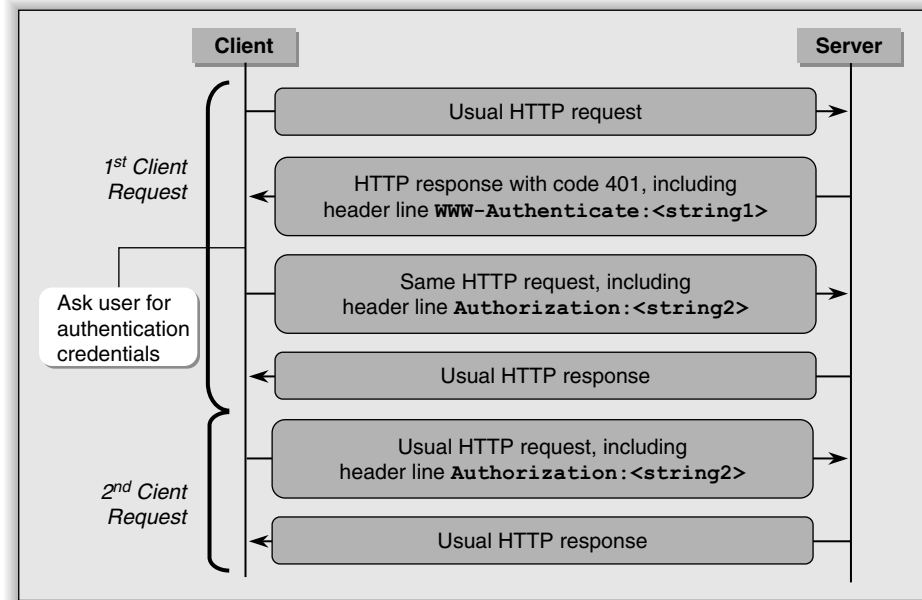 Client
Server
Usual HTTP request
1st Client
Request
HTTP response with code 401, including
header line WWW-Authenticate:<string1>
Same HTTP request, including
header line Authorization:<string2>
Ask user for
authentication
credentials
Usual HTTP response
Usual HTTP request, including
header line Authorization:<string2>
2nd Cient
Request
Usual HTTP response